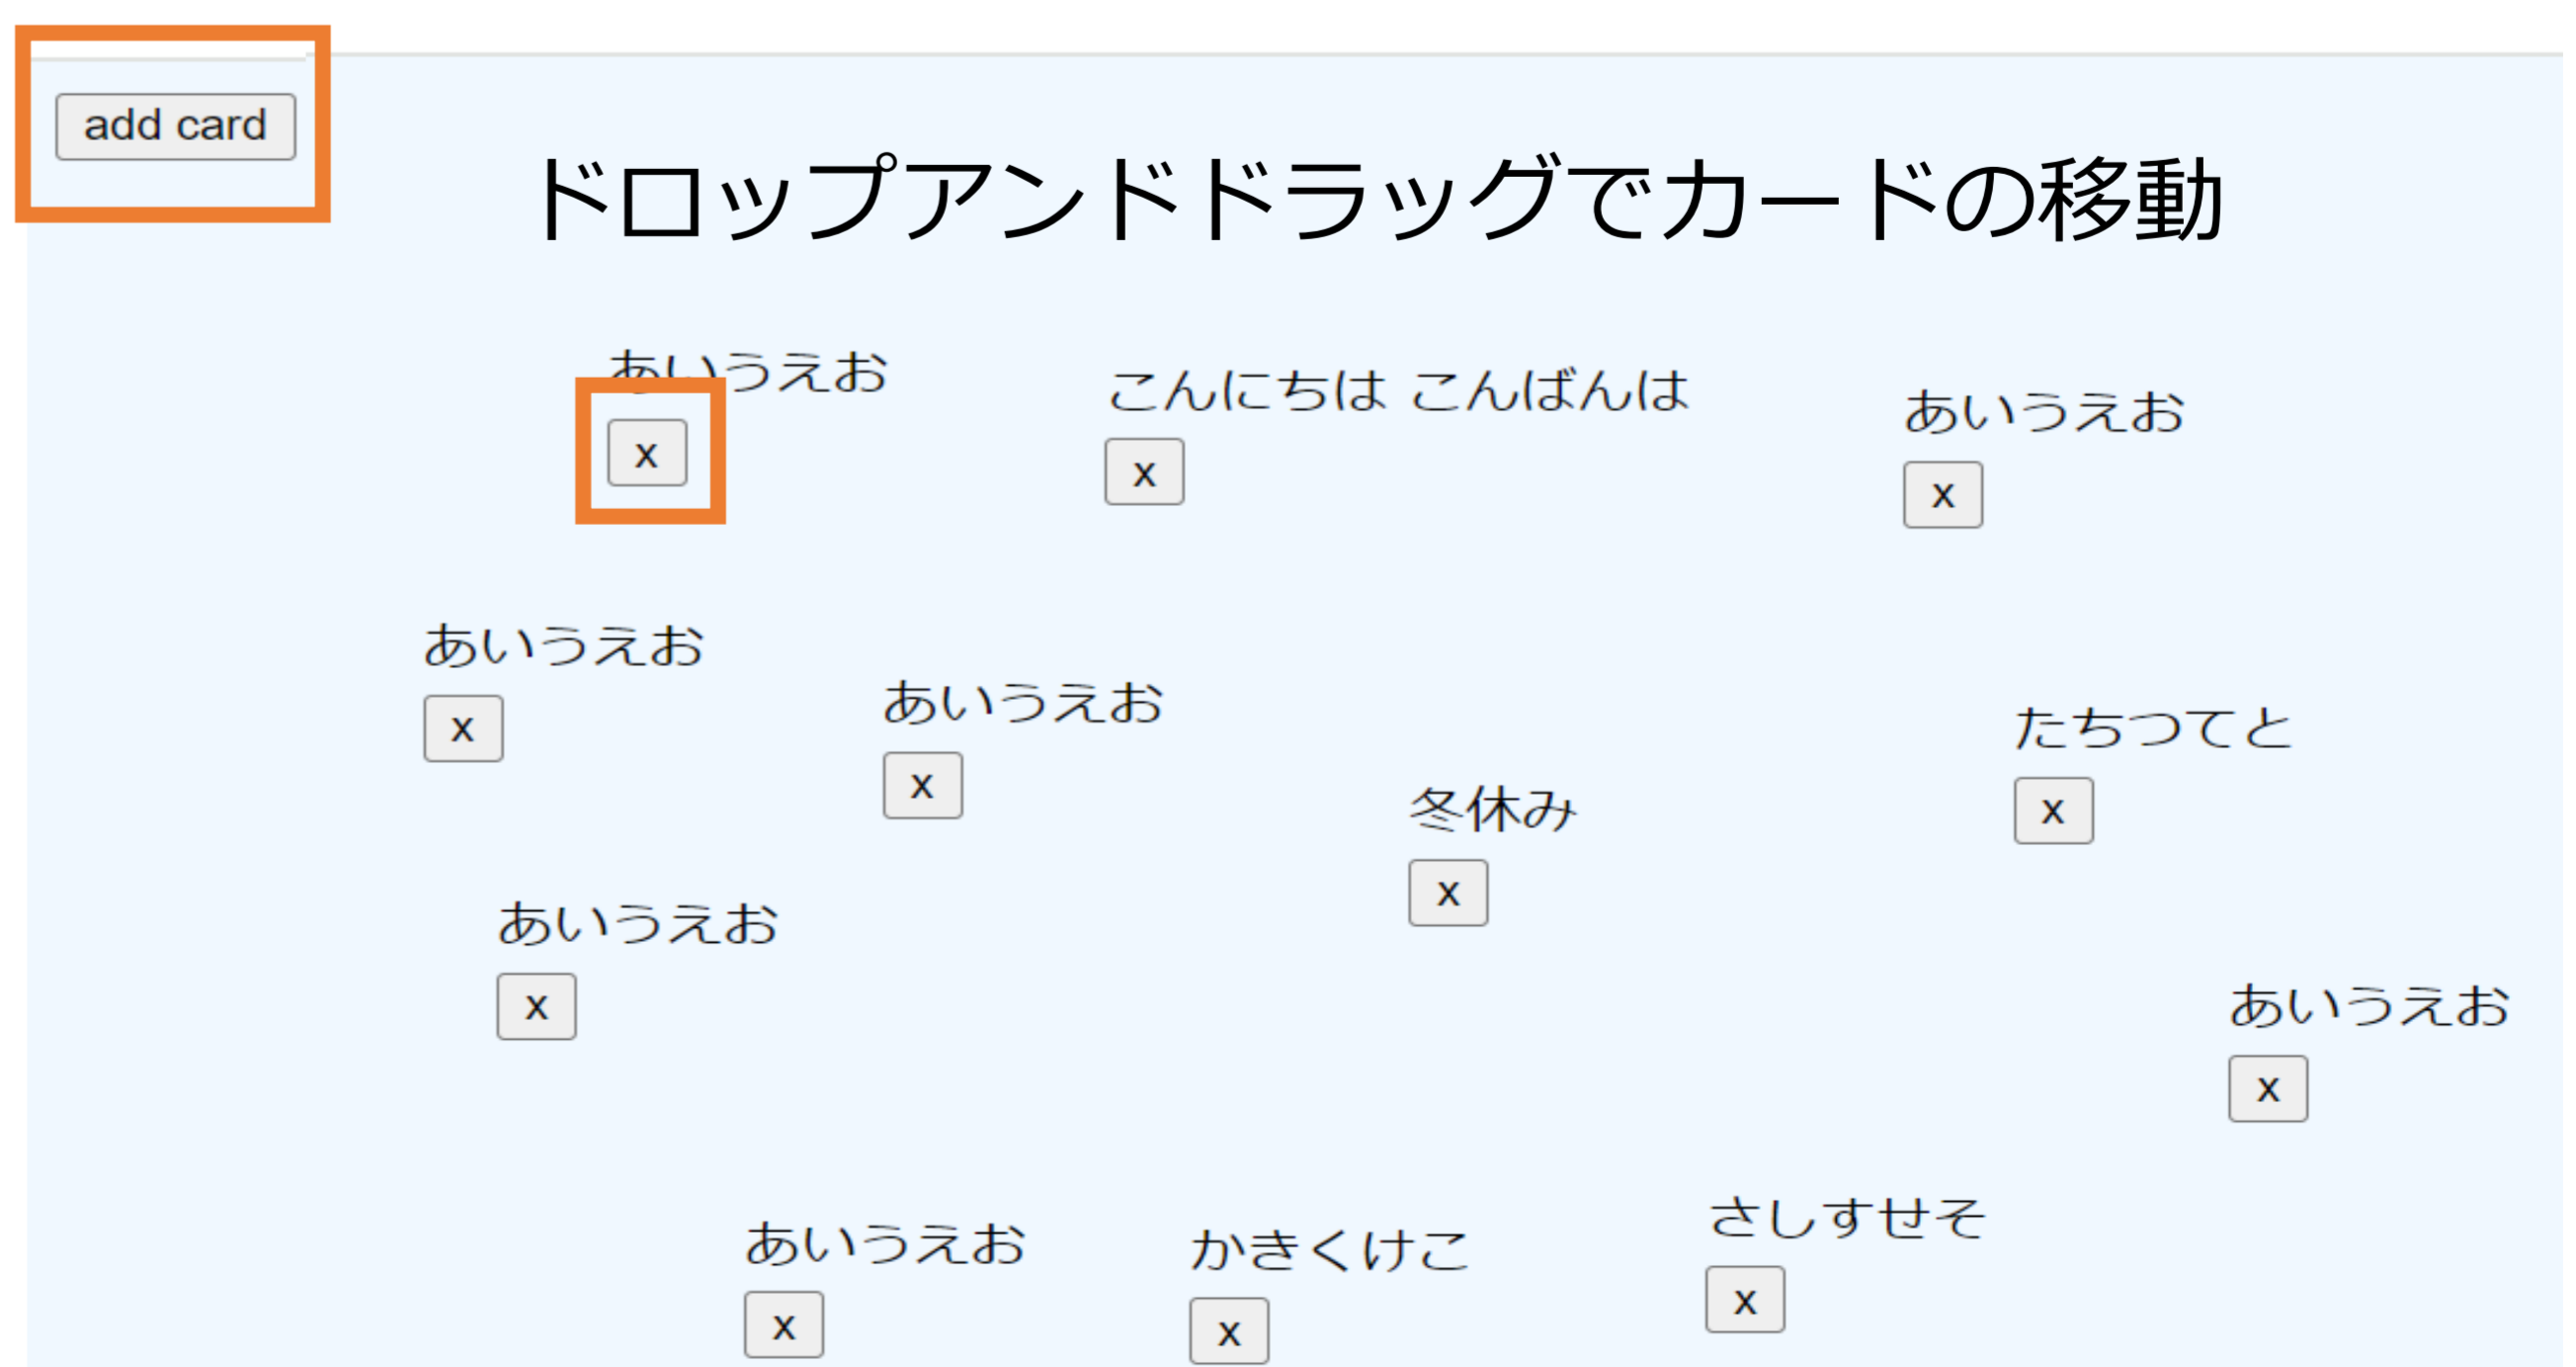 add card
ドロップアンドドラッグでカードの移動
あいうえお
x
こんにちは こんばんは
x
あいうえお
x
あいうえお
x
あいうえお
x
たちつてと
x
冬休み
x
あいうえお
x
あいうえお
x
あいうえお
x
かきくけこ
x
さしすせそ
x